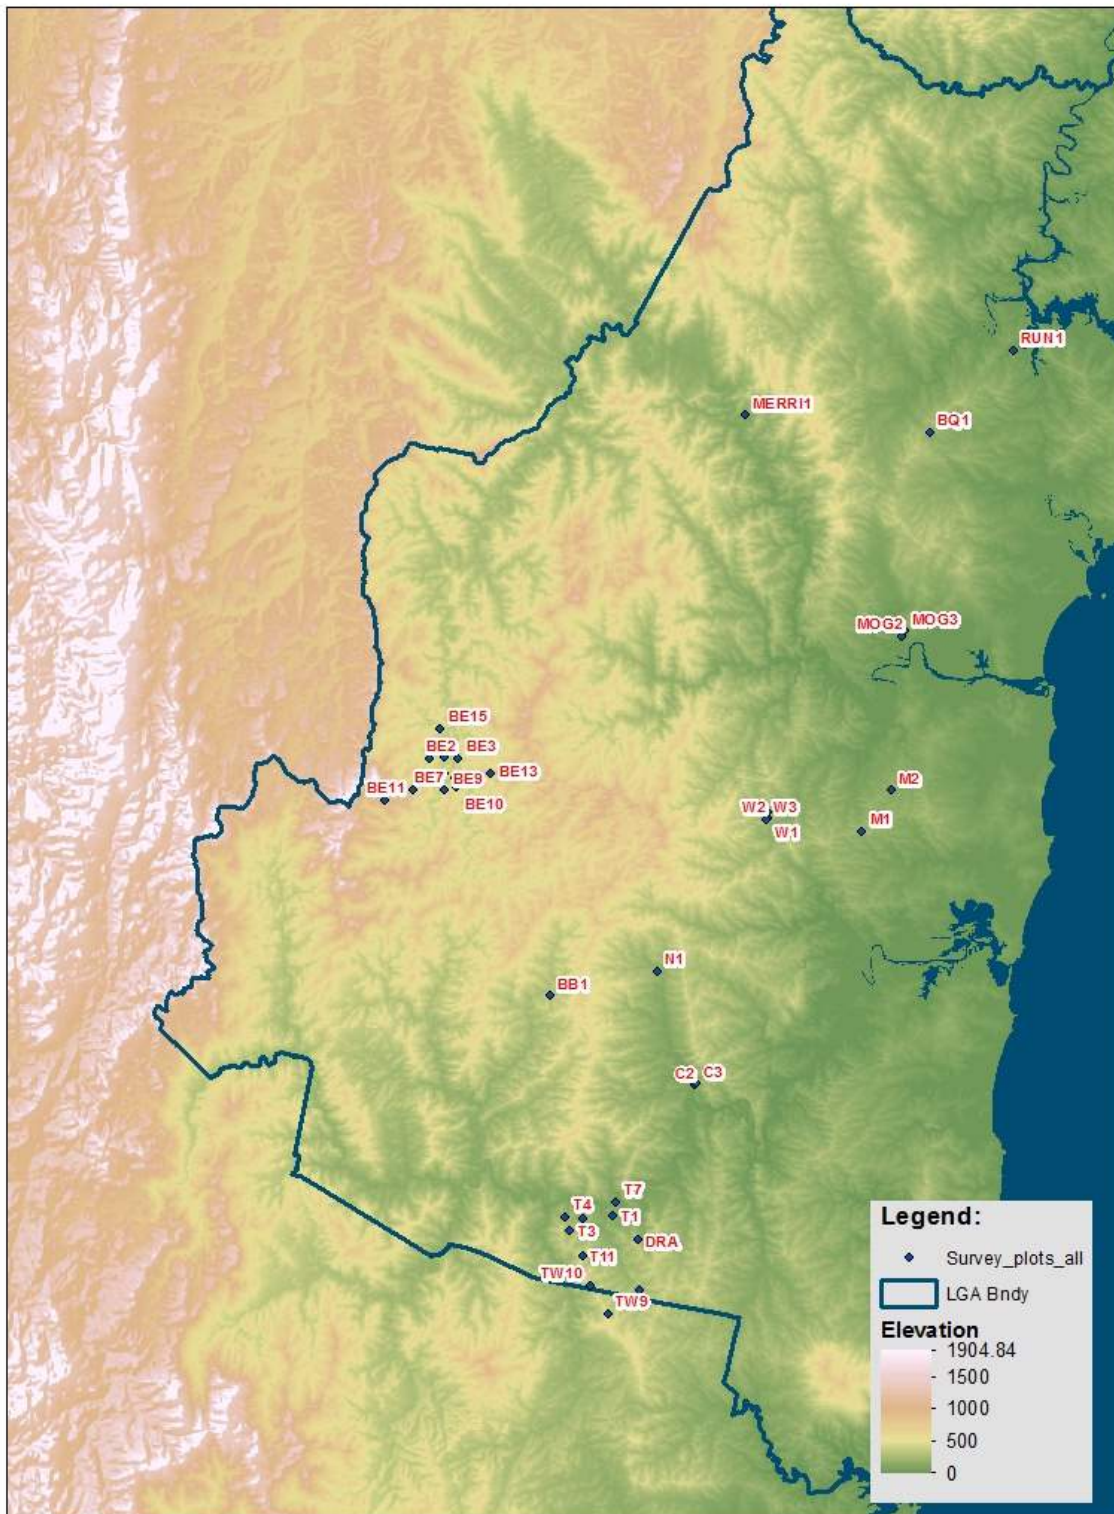 RUN1
MERRI1
BQ1
MOG2
MOG3
BE15
BE2
BE3
BE13
BE11
BE7
BE9
BE10
M2
W2
W3
W1
M1
N1
BB1
C2
C3
T7
T4
T1
T3
DRA
T11
TW10
TW9
Legend:
Survey_plots_all
LGA Bndy
Elevation
1904.84
1500
1000
500
0